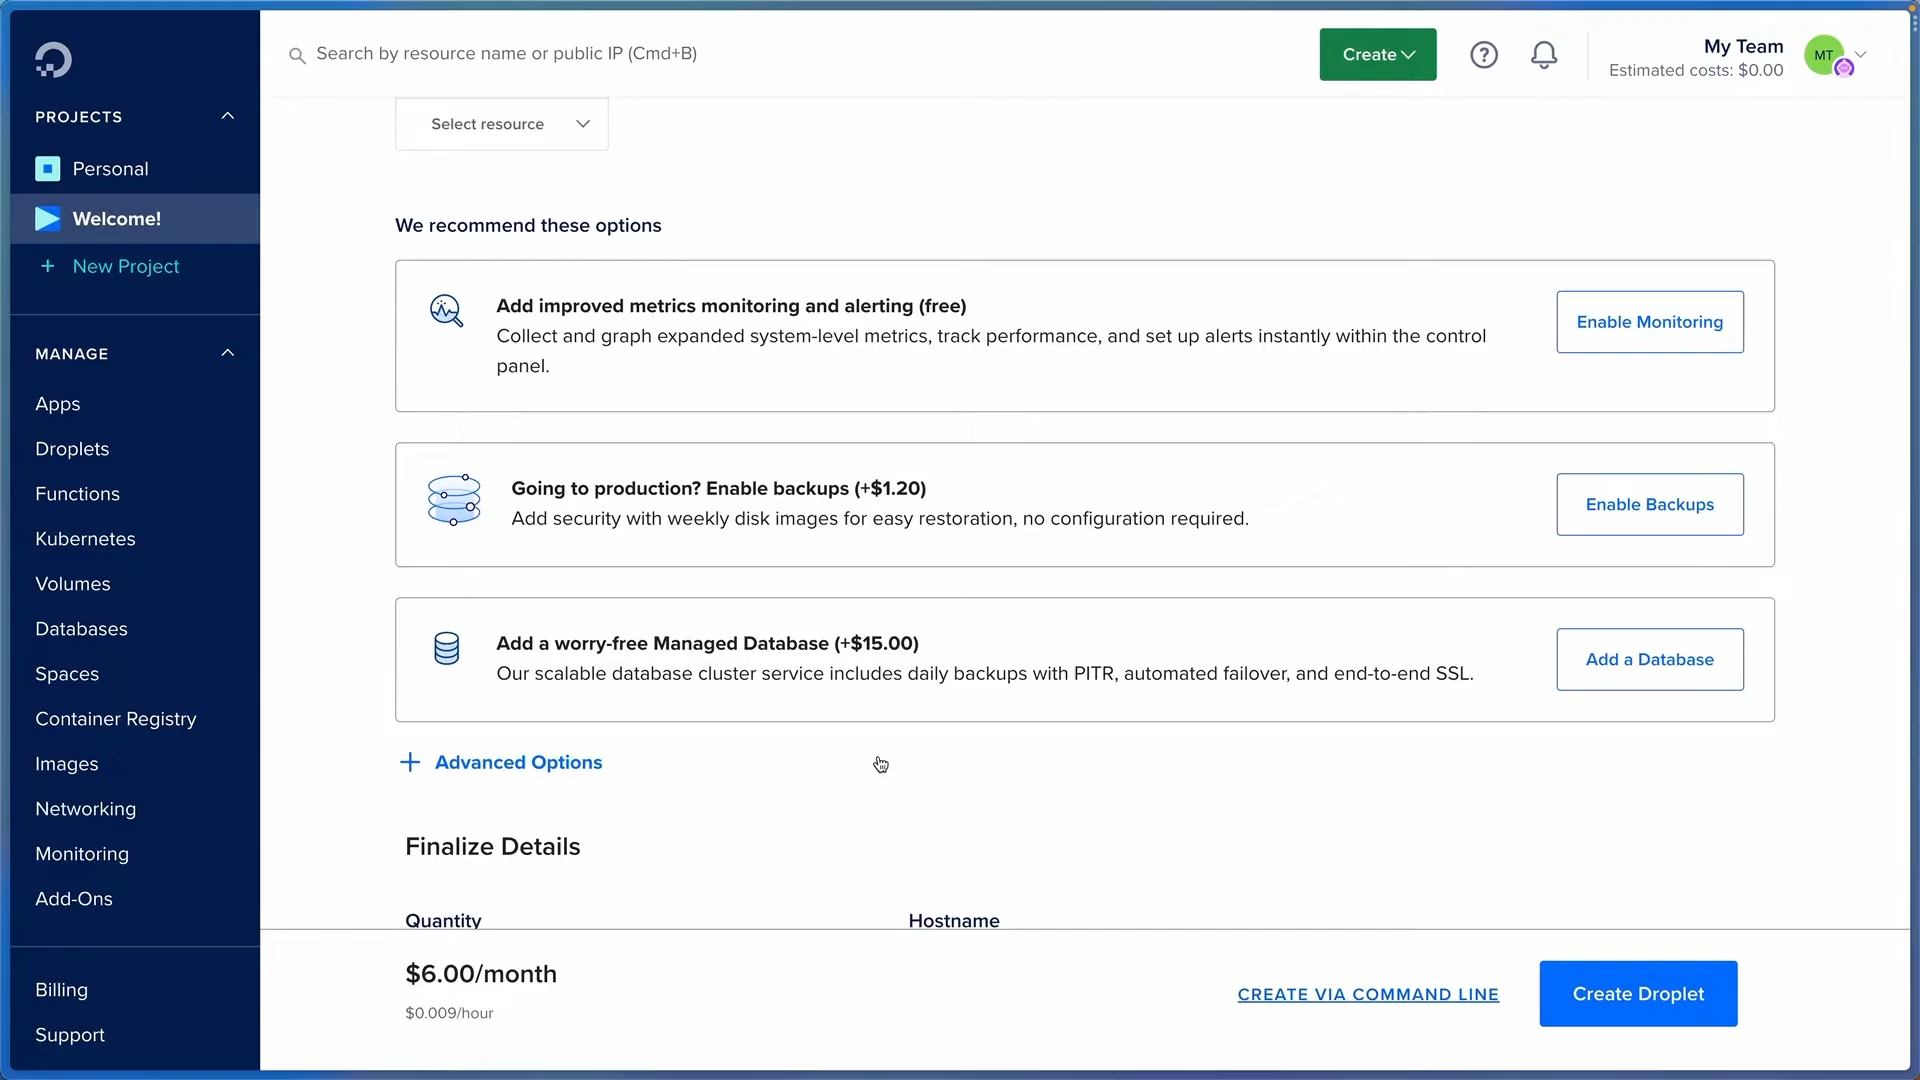 Search by resource name or public IP (Cmd+B)
Create
My Team
Estimated costs: $0.00
MT
PROJECTS
Personal
Welcome!
+ New Project
MANAGE
Apps
Droplets
Functions
Kubernetes
Volumes
Databases
Spaces
Container Registry
Images
Networking
Monitoring
Add-Ons
Billing
Support
Select resource
We recommend these options
Add improved metrics monitoring and alerting (free)
Collect and graph expanded system-level metrics, track performance, and set up alerts instantly within the control
panel.
Enable Monitoring
Going to production? Enable backups (+$1.20)
Add security with weekly disk images for easy restoration, no configuration required.
Enable Backups
Add a worry-free Managed Database (+$15.00)
Our scalable database cluster service includes daily backups with PITR, automated failover, and end-to-end SSL.
Add a Database
+ Advanced Options
Finalize Details
Quantity
Hostname
$6.00/month
$0.009/hour
CREATE VIA COMMAND LINE
Create Droplet